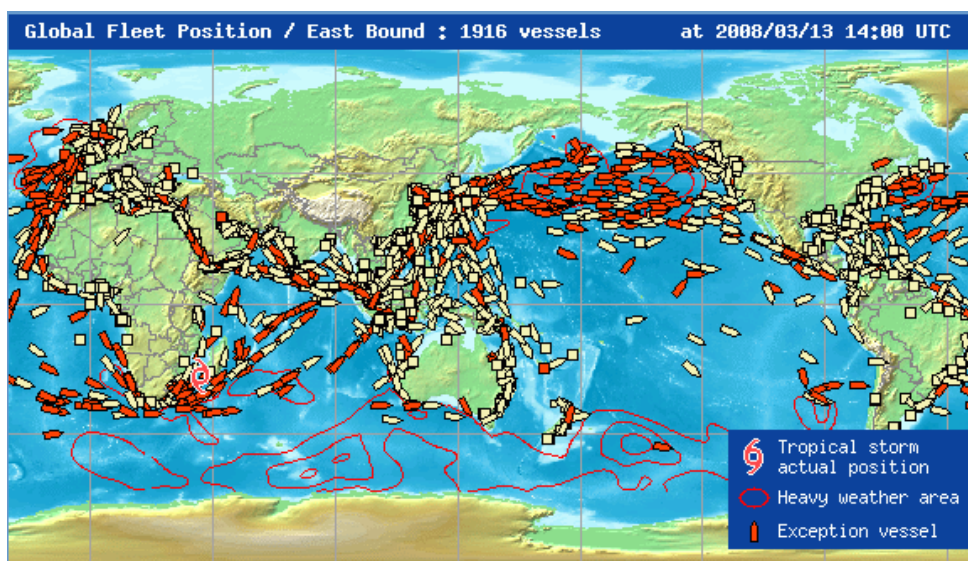 Global Fleet Position / East Bound : 1916 vessels at 2008/03/13 14:00 UTC
Tropical storm
actual position
Heavy weather area
Exception vessel